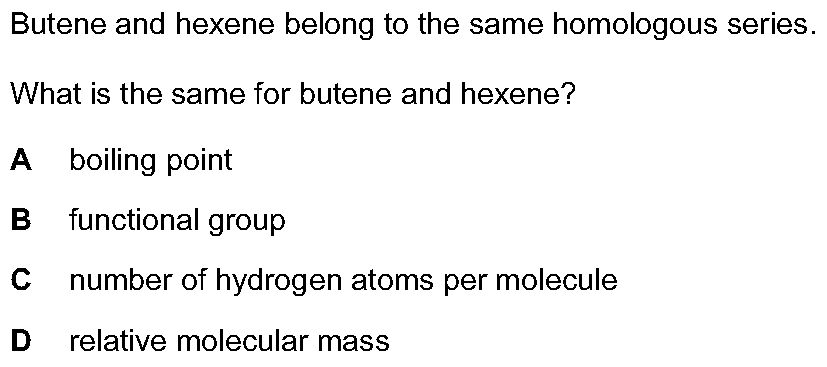 Butene and hexene belong to the same homologous series.
What is the same for butene and hexene?
A boiling point
B functional group
C number of hydrogen atoms per molecule
D relative molecular mass